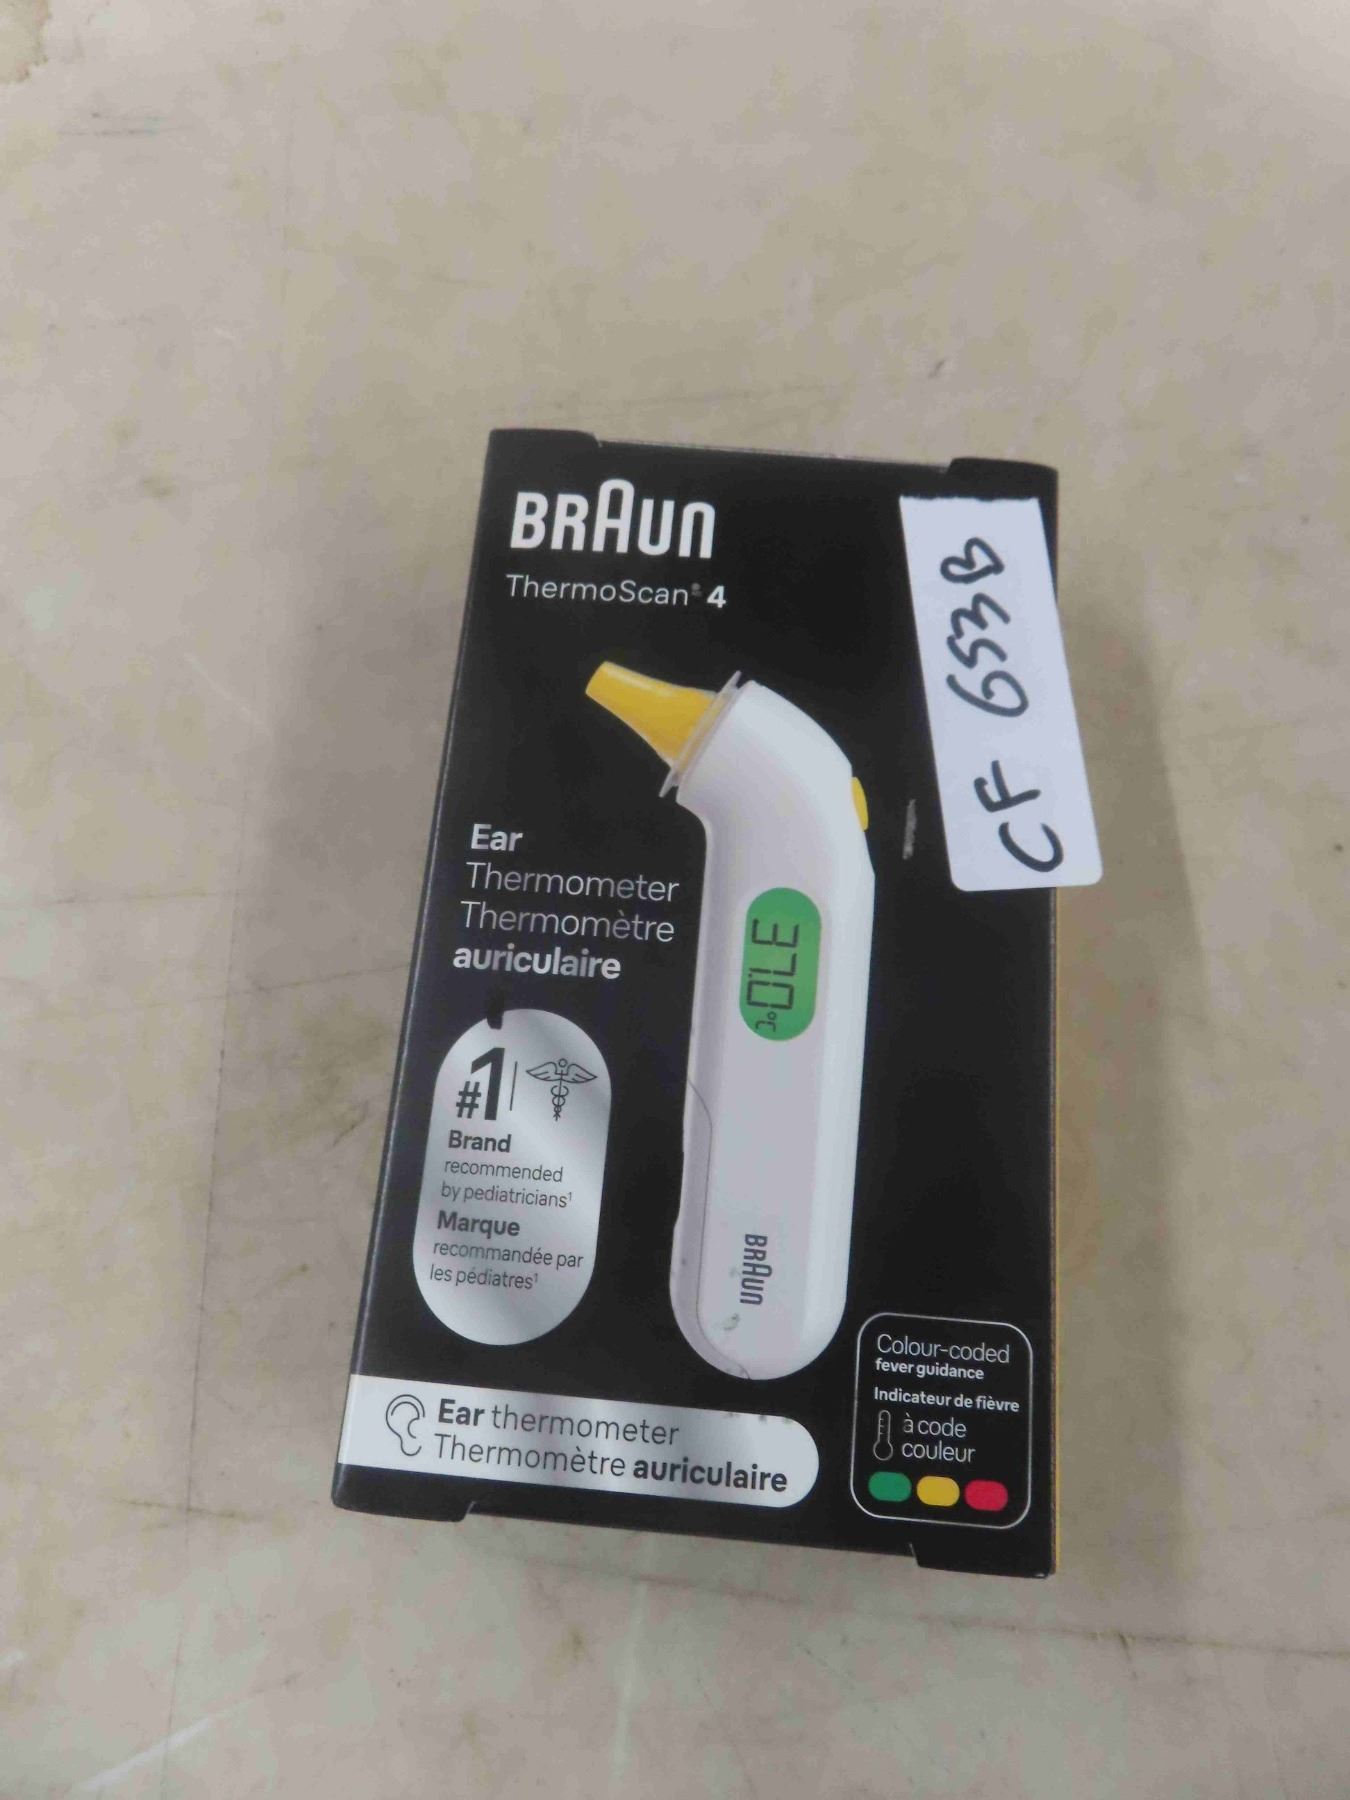 BRAUN
ThermoScan® 4
CF 653B
Ear
Thermometer
Thermomètre
auriculaire
37.0°C
#1
Brand
recommended
by pediatricians¹
Marque
recommandée par
les pédiatres¹
BRAUN
Ear thermometer
Thermomètre auriculaire
Colour-coded
fever guidance
Indicateur de fièvre
à code
couleur